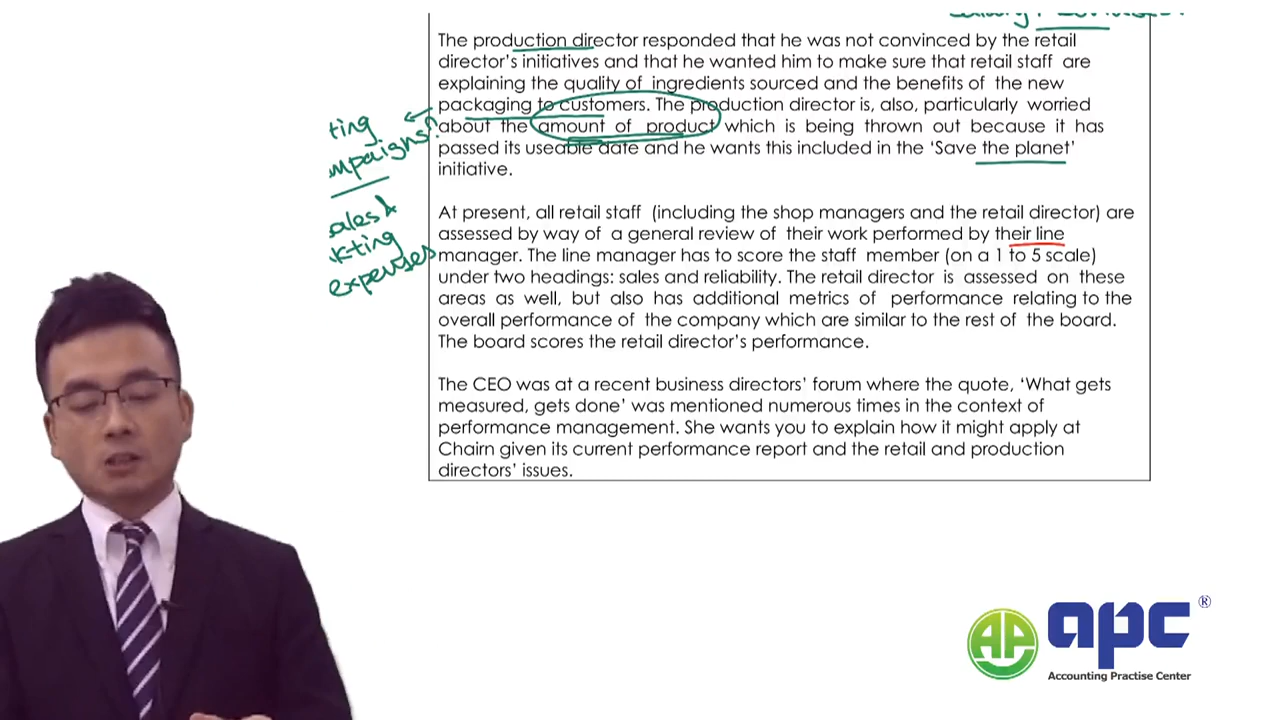 The production director responded that he was not convinced by the retail
director's initiatives and that he wanted him to make sure that retail staff are
explaining the quality of ingredients sourced and the benefits of the new
packaging to customers. The production director is, also, particularly worried
about the amount of product which is being thrown out because it has
passed its useable date and he wants this included in the 'Save the planet'
initiative.
At present, all retail staff (including the shop managers and the retail director) are
assessed by way of a general review of their work performed by their line
manager. The line manager has to score the staff member (on a 1 to 5 scale)
under two headings: sales and reliability. The retail director is assessed on these
areas as well, but also has additional metrics of performance relating to the
overall performance of the company which are similar to the rest of the board.
The board scores the retail director's performance.
The CEO was at a recent business directors' forum where the quote, 'What gets
measured, gets done' was mentioned numerous times in the context of
performance management. She wants you to explain how it might apply at
Chairn given its current performance report and the retail and production
directors' issues.
ting
mpaigns
ales &
k-ting
expenses
AP
apc ®
Accounting Practise Center